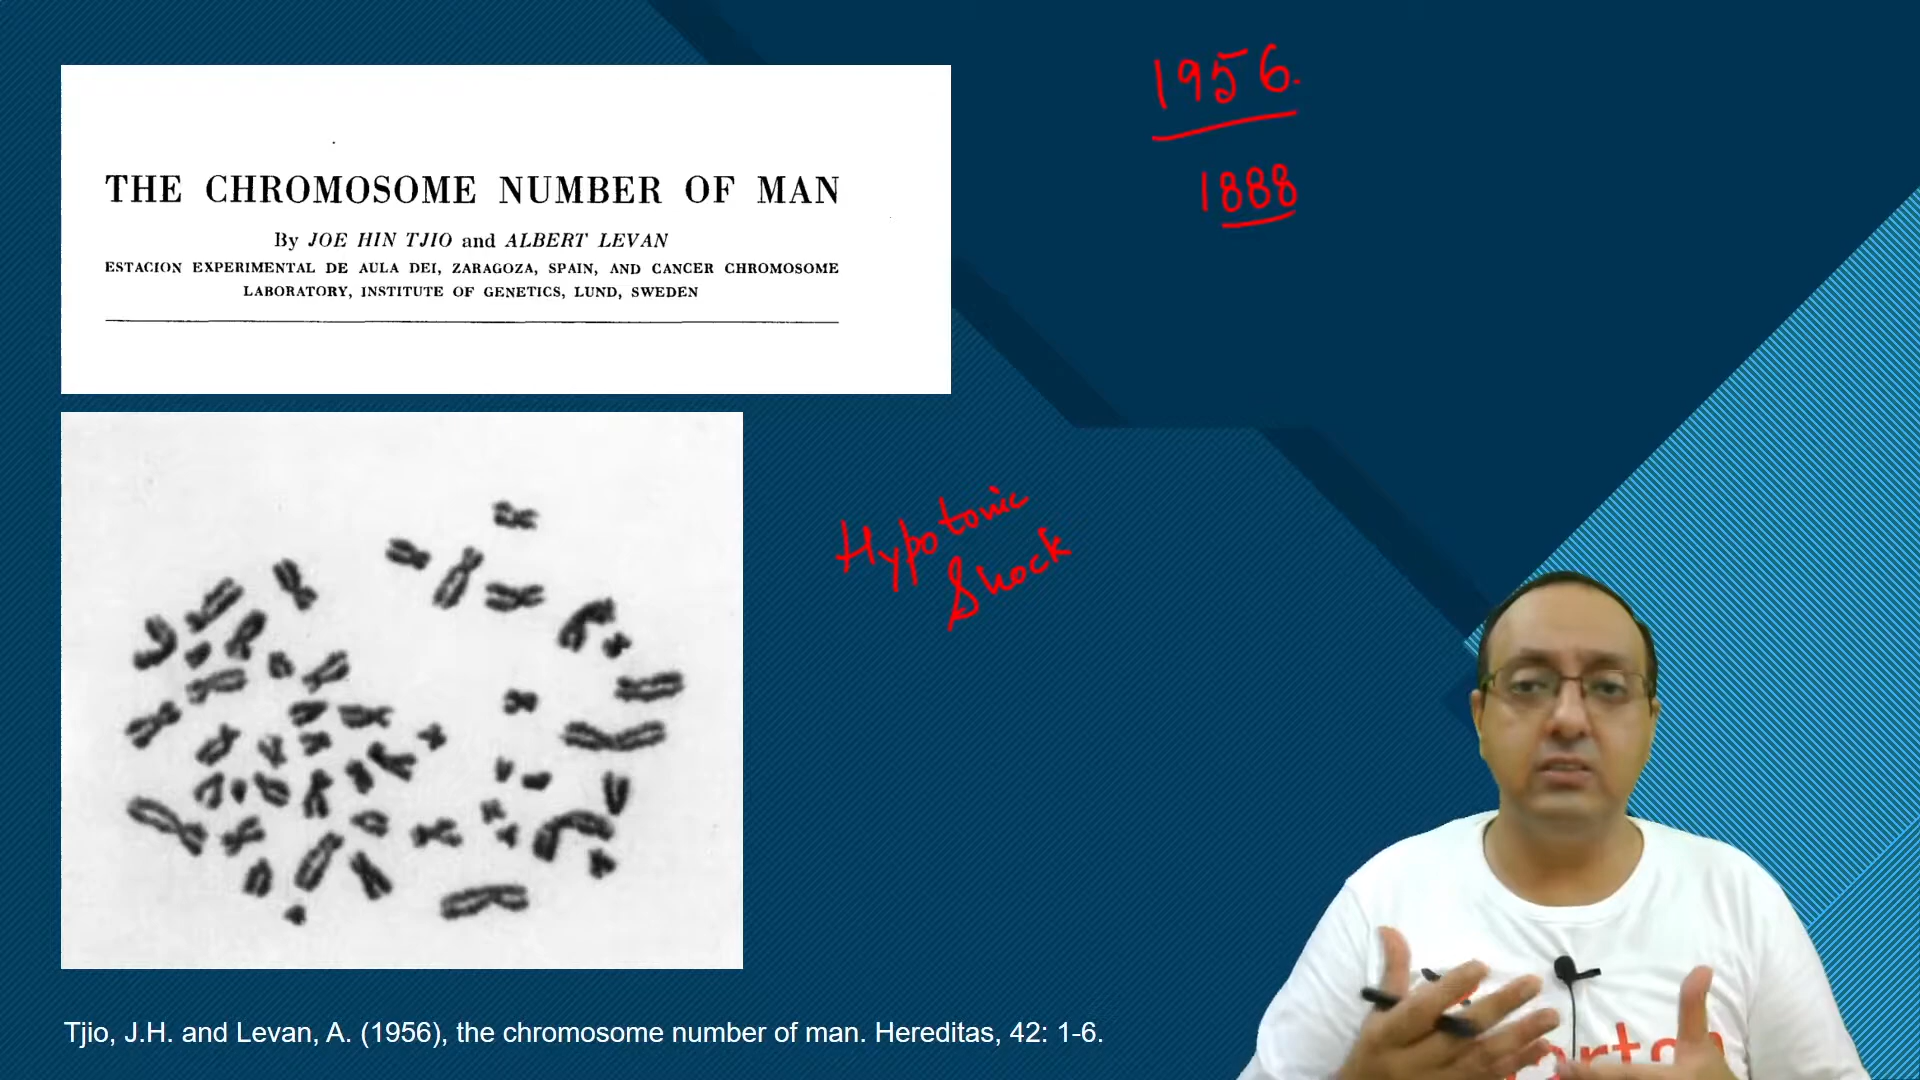 THE CHROMOSOME NUMBER OF MAN
By JOE HIN TJIO and ALBERT LEVAN
ESTACION EXPERIMENTAL DE AULA DEI, ZARAGOZA, SPAIN, AND CANCER CHROMOSOME
LABORATORY, INSTITUTE OF GENETICS, LUND, SWEDEN
1956.
1888
Hypotonic
Shock
Tjio, J.H. and Levan, A. (1956), the chromosome number of man. Hereditas, 42: 1-6.